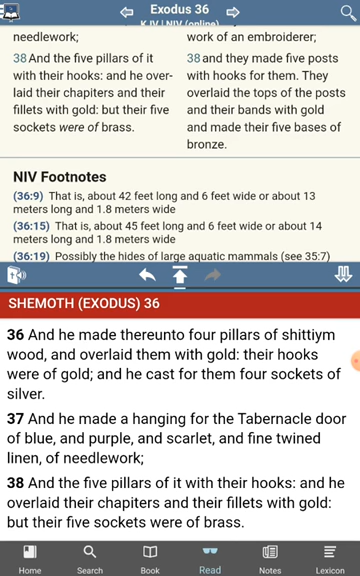 Exodus 36
KJV | NIV (online)
needlework;
38 And the five pillars of it
with their hooks: and he over-
laid their chapiters and their
fillets with gold: but their five
sockets were of brass.
work of an embroiderer;
38 and they made five posts
with hooks for them. They
overlaid the tops of the posts
and their bands with gold
and made their five bases of
bronze.
NIV Footnotes
(36:9) That is, about 42 feet long and 6 feet wide or about 13
meters long and 1.8 meters wide
(36:15) That is, about 45 feet long and 6 feet wide or about 14
meters long and 1.8 meters wide
(36:19) Possibly the hides of large aquatic mammals (see 35:7)
SHEMOTH (EXODUS) 36
36 And he made thereunto four pillars of shittiym
wood, and overlaid them with gold: their hooks
were of gold; and he cast for them four sockets of
silver.
37 And he made a hanging for the Tabernacle door
of blue, and purple, and scarlet, and fine twined
linen, of needlework;
38 And the five pillars of it with their hooks: and he
overlaid their chapiters and their fillets with gold:
but their five sockets were of brass.
Home
Search
Book
Read
Notes
Lexicon